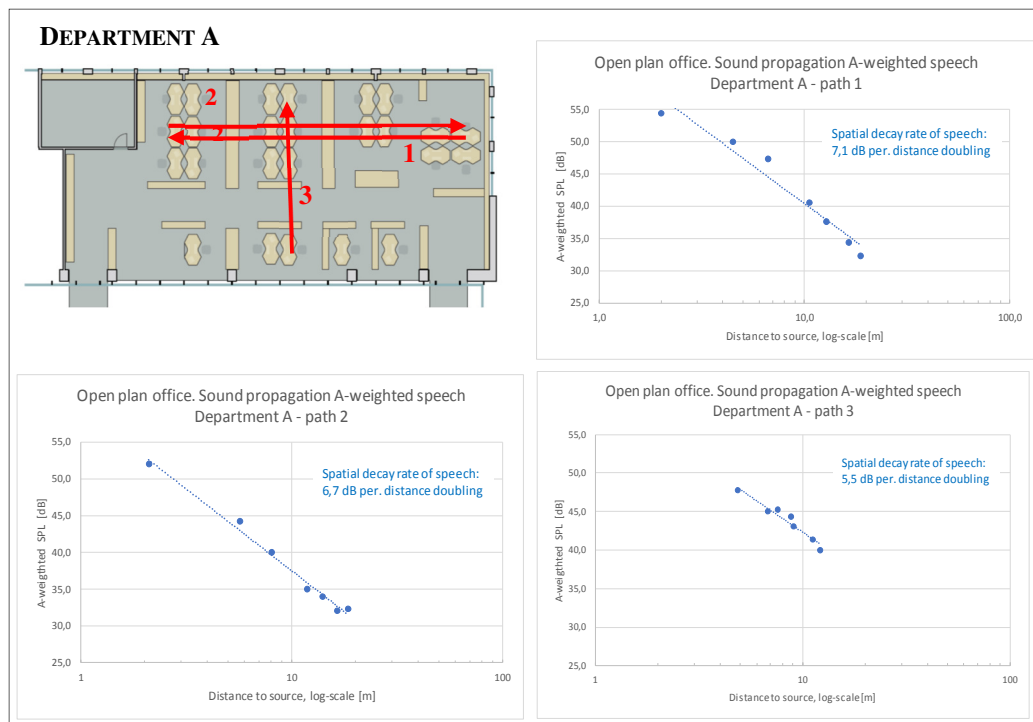 DEPARTMENT A
2
2
1
3
Open plan office. Sound propagation A-weighted speech
Department A - path 1
55,0
50,0
45,0
40,0
35,0
30,0
25,0
A-weigthted SPL [dB]
Spatial decay rate of speech:
7,1 dB per. distance doubling
1,0
10,0
100,0
Distance to source, log-scale [m]
Open plan office. Sound propagation A-weighted speech
Department A - path 2
55,0
45,0
40,0
35,0
30,0
25,0
A-weigthted SPL [dB]
Spatial decay rate of speech:
6,7 dB per. distance doubling
1
10
100
Distance to source, log-scale [m]
Open plan office. Sound propagation A-weighted speech
Department A - path 3
55,0
50,0
45,0
40,0
35,0
30,0
25,0
A-weigthted SPL [dB]
Spatial decay rate of speech:
5,5 dB per. distance doubling
1
10
100
Distance to source, log-scale [m]